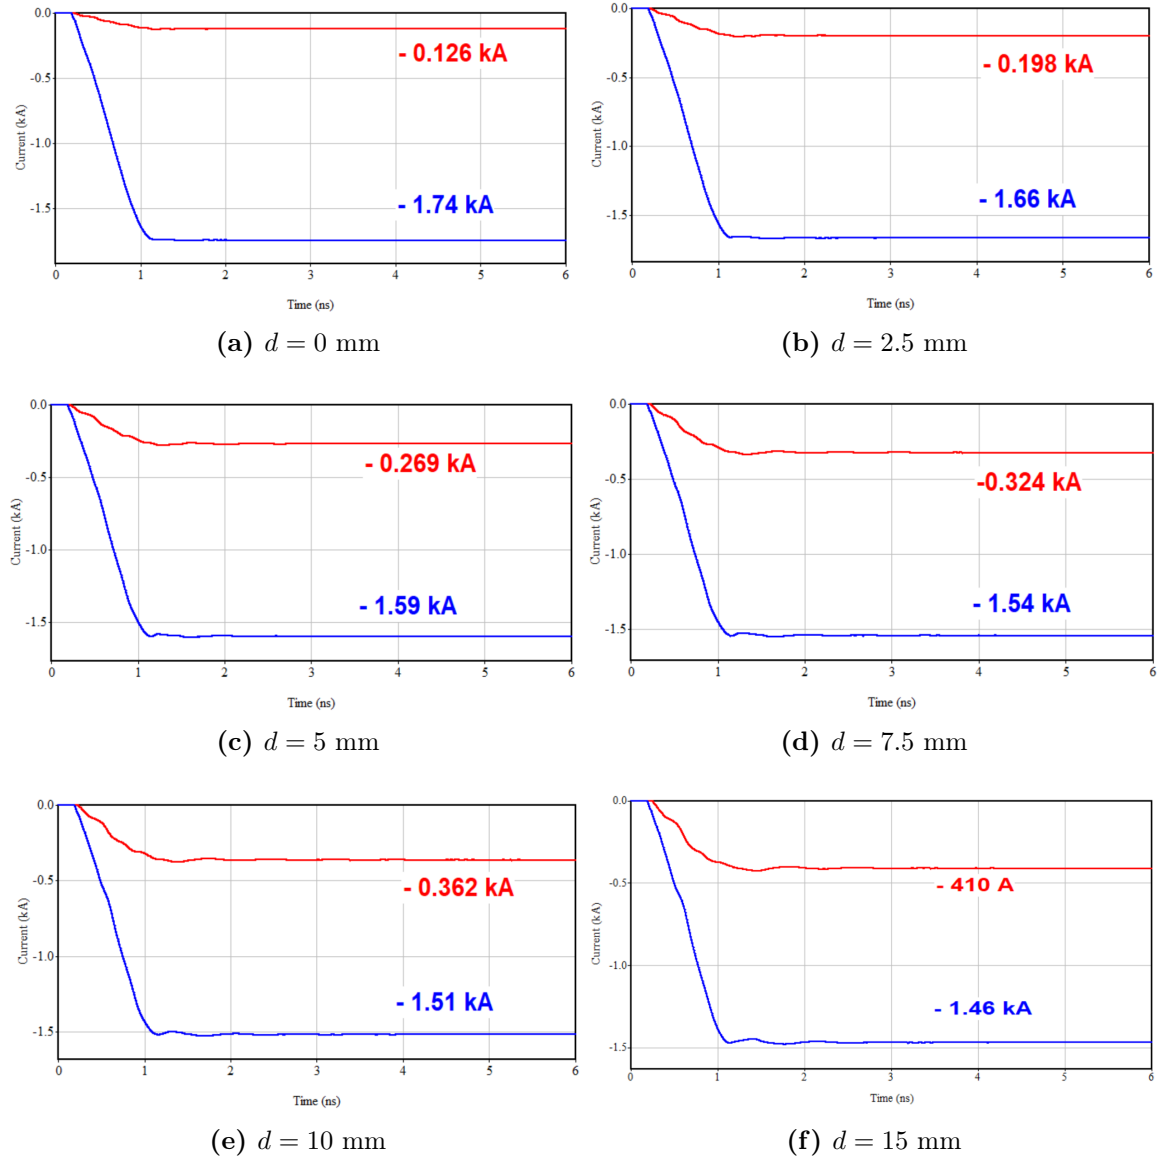 0.0
-0.5
-1.0
-1.5
Current (kA)
- 0.126 kA
- 1.74 kA
0 1 2 3 4 5 6
Time (ns)
(a) d = 0 mm
0.0
-0.5
-1.0
-1.5
Current (kA)
- 0.198 kA
- 1.66 kA
0 1 2 3 4 5 6
Time (ns)
(b) d = 2.5 mm
0.0
-0.5
-1.0
-1.5
Current (kA)
- 0.269 kA
- 1.59 kA
0 1 2 3 4 5 6
Time (ns)
(c) d = 5 mm
0.0
-0.5
-1.0
-1.5
Current (kA)
-0.324 kA
- 1.54 kA
0 1 2 3 4 5 6
Time (ns)
(d) d = 7.5 mm
0.0
-0.5
-1.0
-1.5
Current (kA)
- 0.362 kA
- 1.51 kA
0 1 2 3 4 5 6
Time (ns)
(e) d = 10 mm
0.0
-0.5
-1.0
-1.5
Current (kA)
- 410 A
- 1.46 kA
0 1 2 3 4 5 6
Time (ns)
(f) d = 15 mm